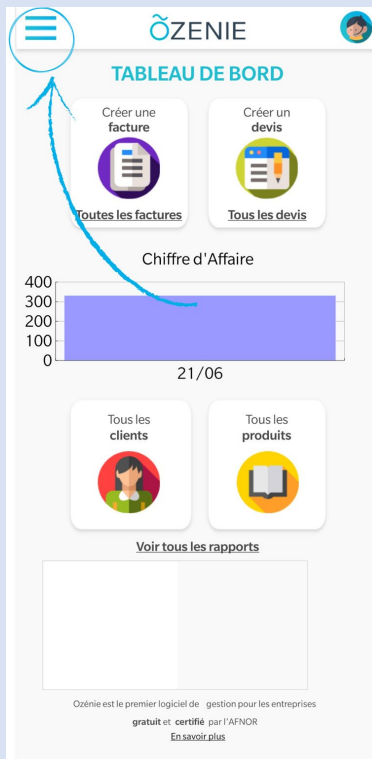 ÕZENIE
TABLEAU DE BORD
Créer une
facture
Toutes les factures
Créer un
devis
Tous les devis
Chiffre d'Affaire
400
300
200
100
0
21/06
Tous les
clients
Tous les
produits
Voir tous les rapports
Ozénie est le premier logiciel de gestion pour les entreprises
gratuit et certifié par l'AFNOR
En savoir plus